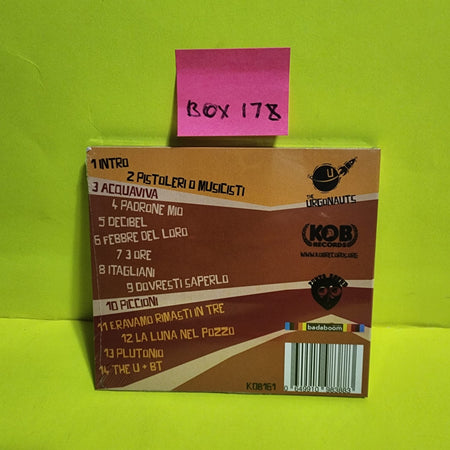 BOX 178
1 INTRO
2 PISTOLERI O MUSICISTI
3 ACQUAVIVA
4 PADRONE MIO
5 DECIBEL
6 FEBBRE DEL LORO
7 3 ORE
8 ITAGLIANI
9 DOVRESTI SAPERLO
10 PICCIONI
11 ERAVAMO RIMASTI IN TRE
12 LA LUNA NEL POZZO
13 PLUTONIO
14 THE U + BT
U
THE
URGONAUTS
KOB
RECORDS
WWW.KOBRECORDS.COM
badaboom
KOB161